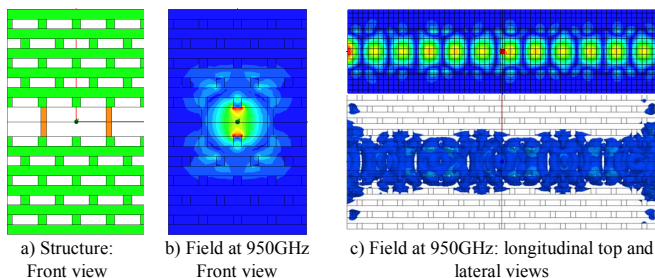 a) Structure:
Front view
b) Field at 950GHz
Front View
c) Field at 950GHz: longitudinal top and
lateral views